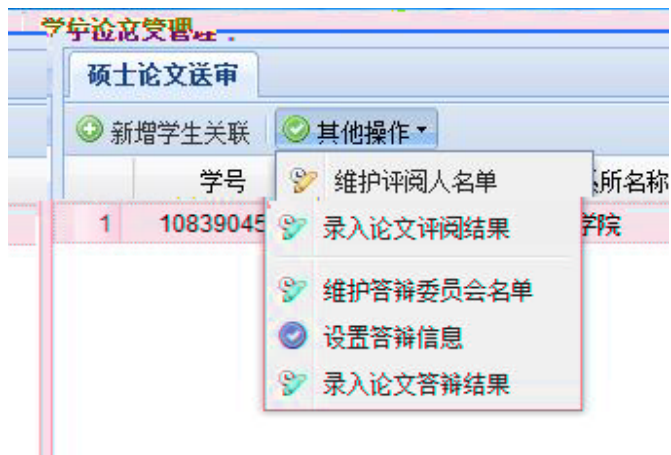 学位论文管理
硕士论文送审
新增学生关联 其他操作
学号 所名称
维护评阅人名单
1 10839045 学院
录入论文评阅结果
维护答辩委员会名单
设置答辩信息
录入论文答辩结果